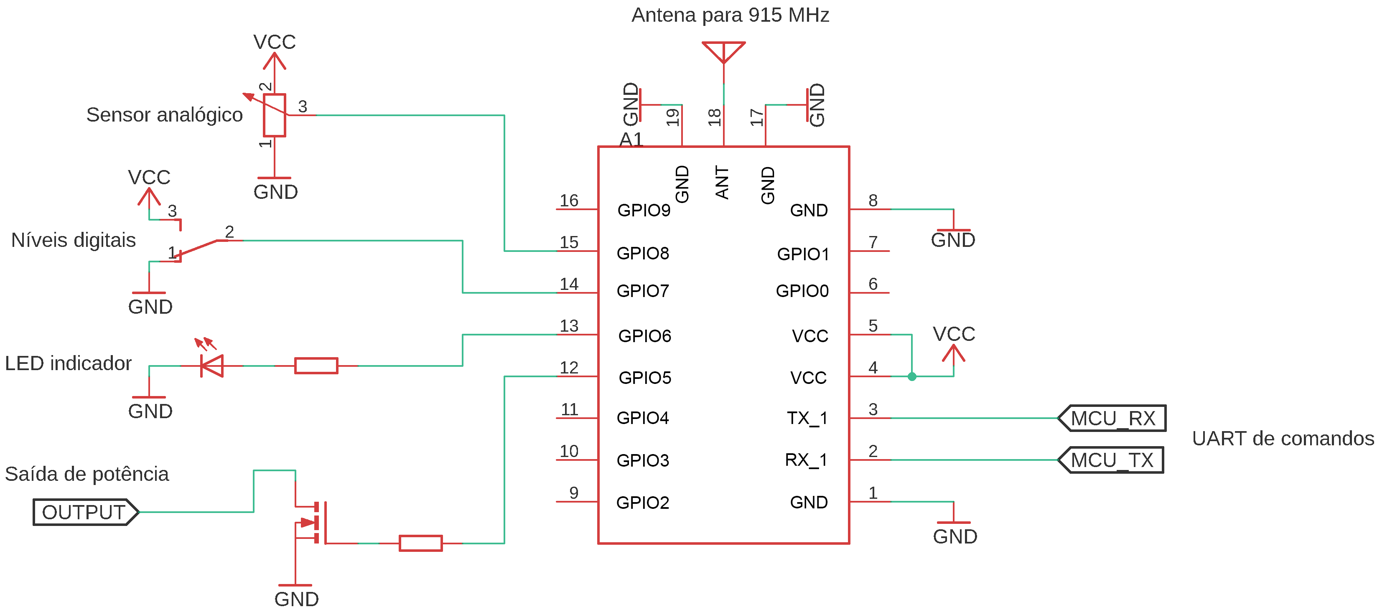 Antena para 915 MHz
VCC
2
Sensor analógico
3
1
GND
VCC
3
Níveis digitais
2
1
GND
LED indicador
GND
Saída de potência
OUTPUT
GND
GND
19
18
17
GND
A1
GND
ANT
GND
16
GPIO9
15
GPIO8
14
GPIO7
13
GPIO6
12
GPIO5
11
GPIO4
10
GPIO3
9
GPIO2
GND
8
GND
GPIO1
7
GPIO0
6
VCC
5
VCC
VCC
4
TX_1
3
MCU_RX
UART de comandos
RX_1
2
MCU_TX
GND
1
GND